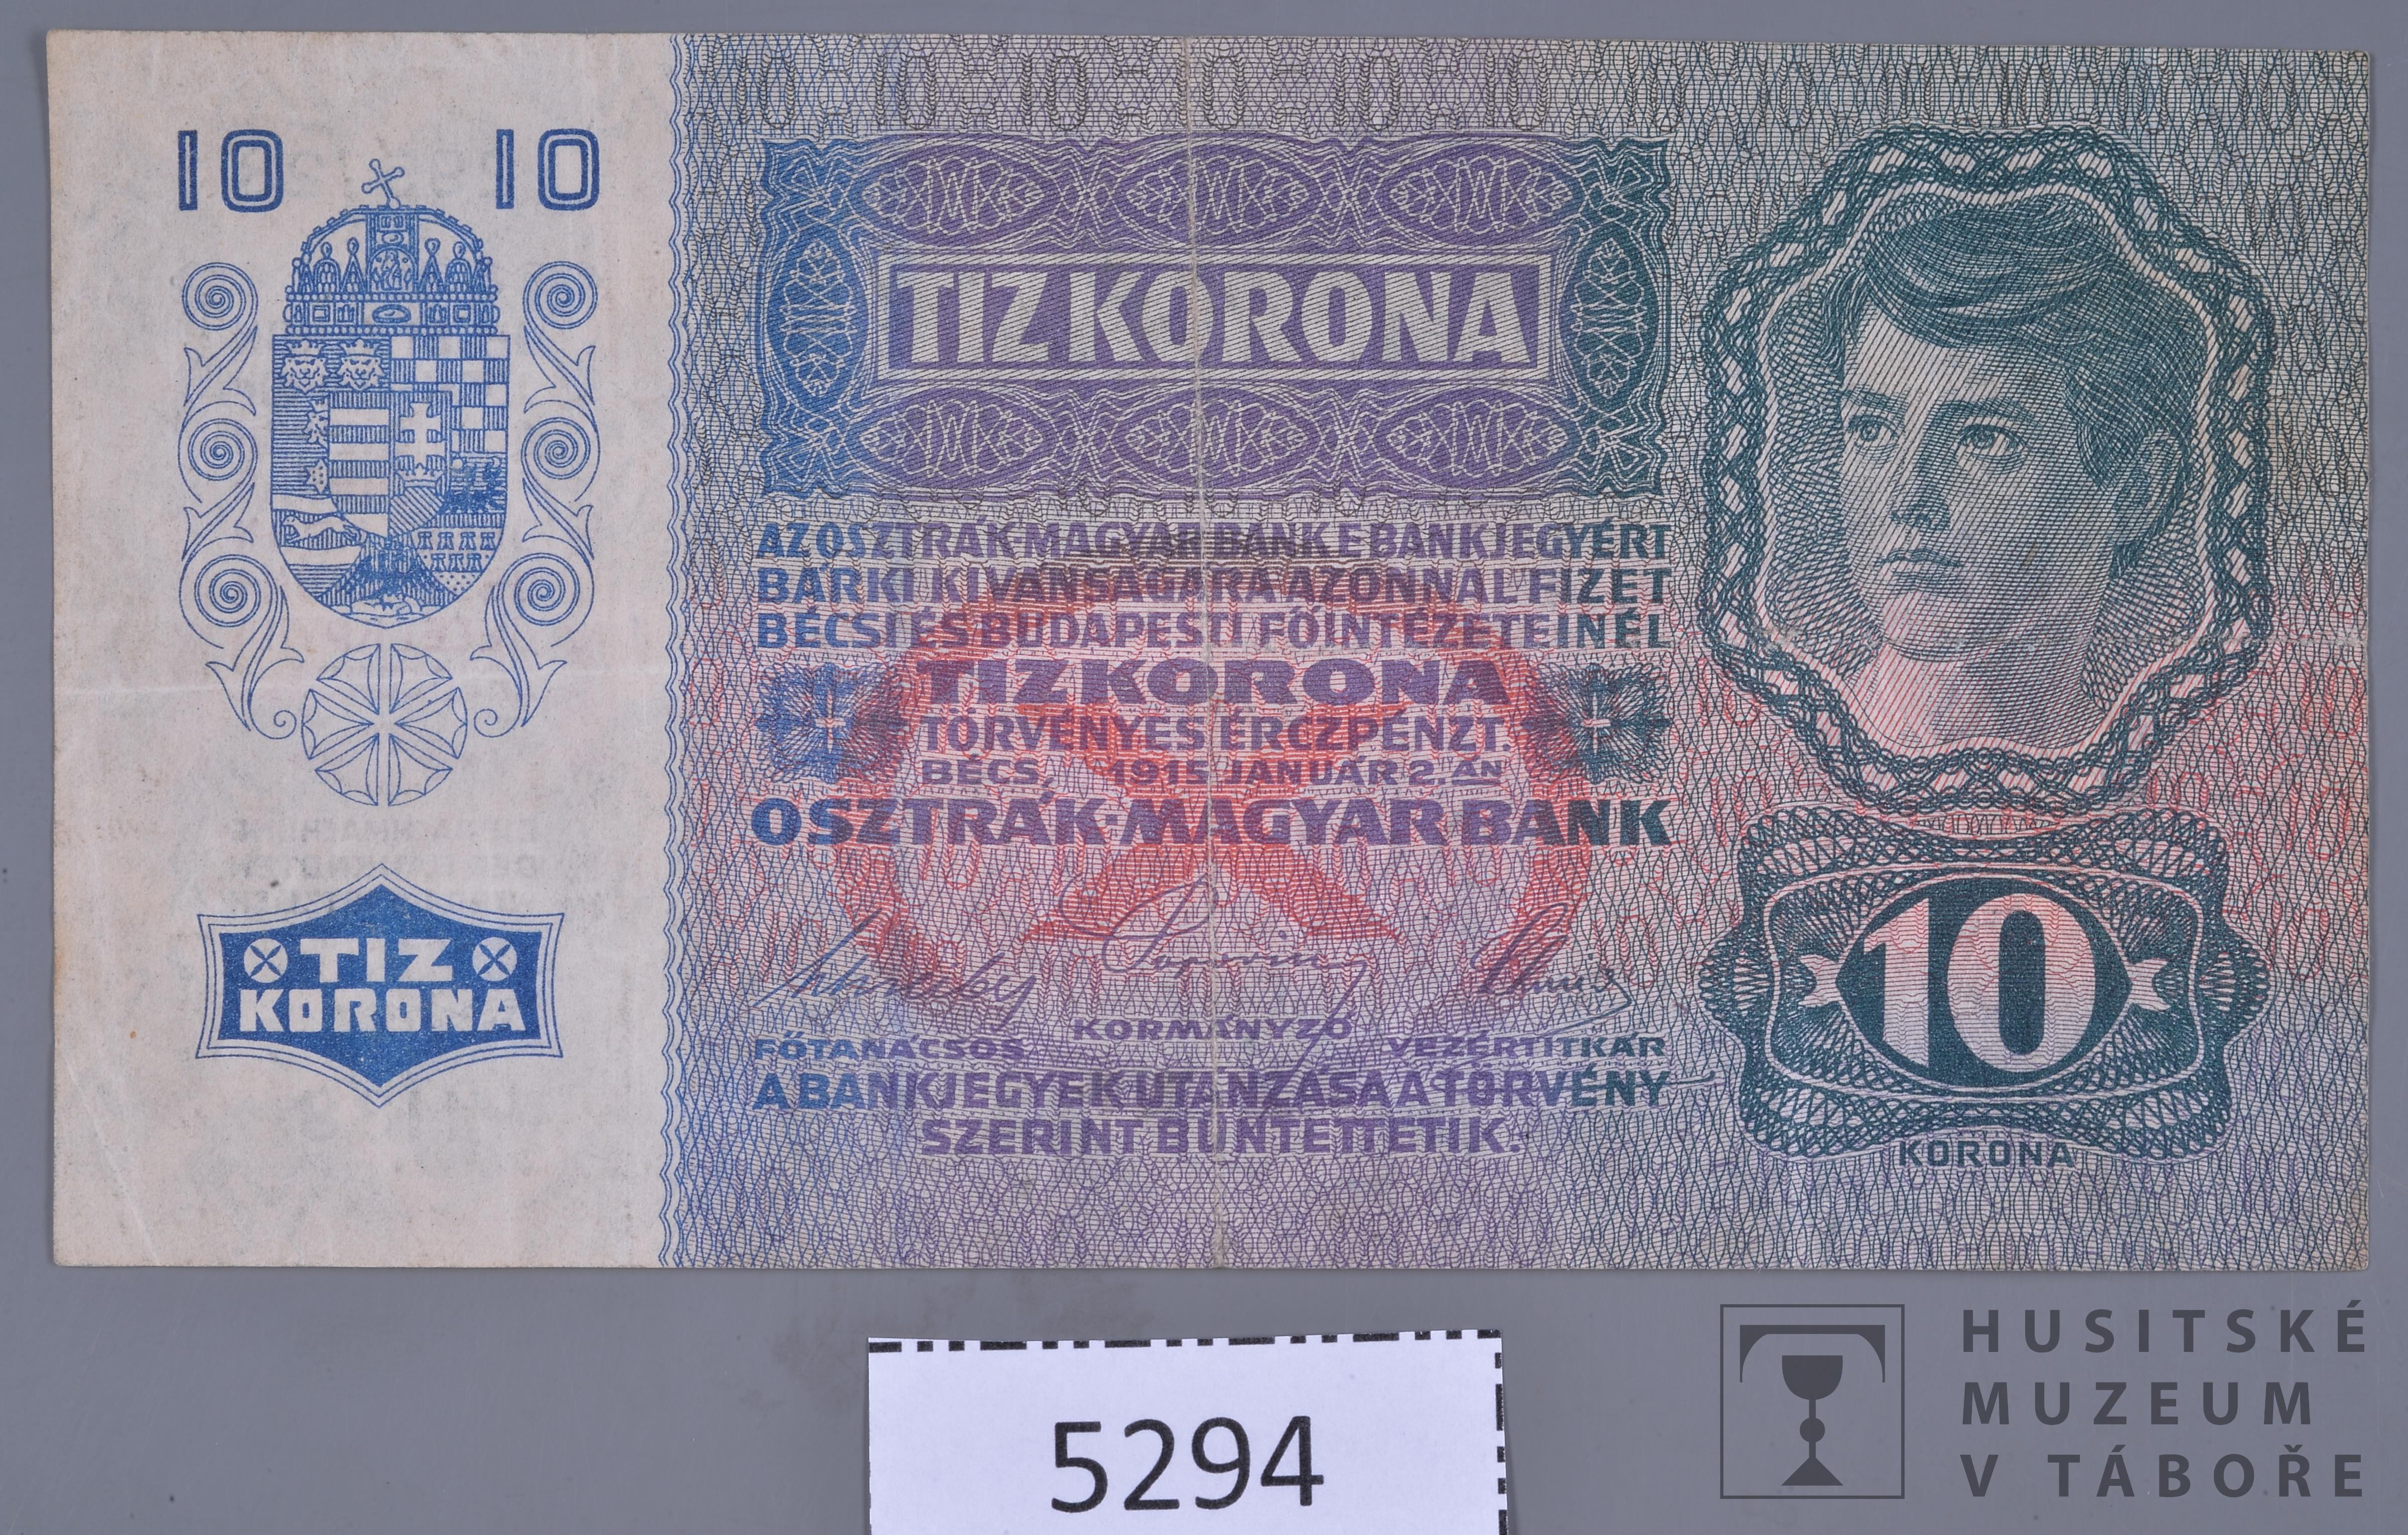 10 10
TIZ KORONA
AZ OSZTRÁK-MAGYAR BANK E BANKJEGYÉRT
BÁRKI KIVÁNSÁGÁRA AZONNAL FIZET
BÉCSI ÉS BUDAPESTI FŐINTÉZETEINÉL
TIZ KORONA
TÖRVÉNYES ÉRCZPÉNZT.
BÉCS, 1915 JANUÁR 2. ÁN
OSZTRÁK-MAGYAR BANK
KORMÁNYZÓ
FŐTANÁCSOS VEZÉRTITKÁR
A BANKJEGYEK UTÁNZÁSA A TÖRVÉNY
SZERINT BÜNTETTETIK.
TIZ
KORONA
10
KORONA
5294
HUSITSKÉ
MUZEUM
V TÁBOŘE